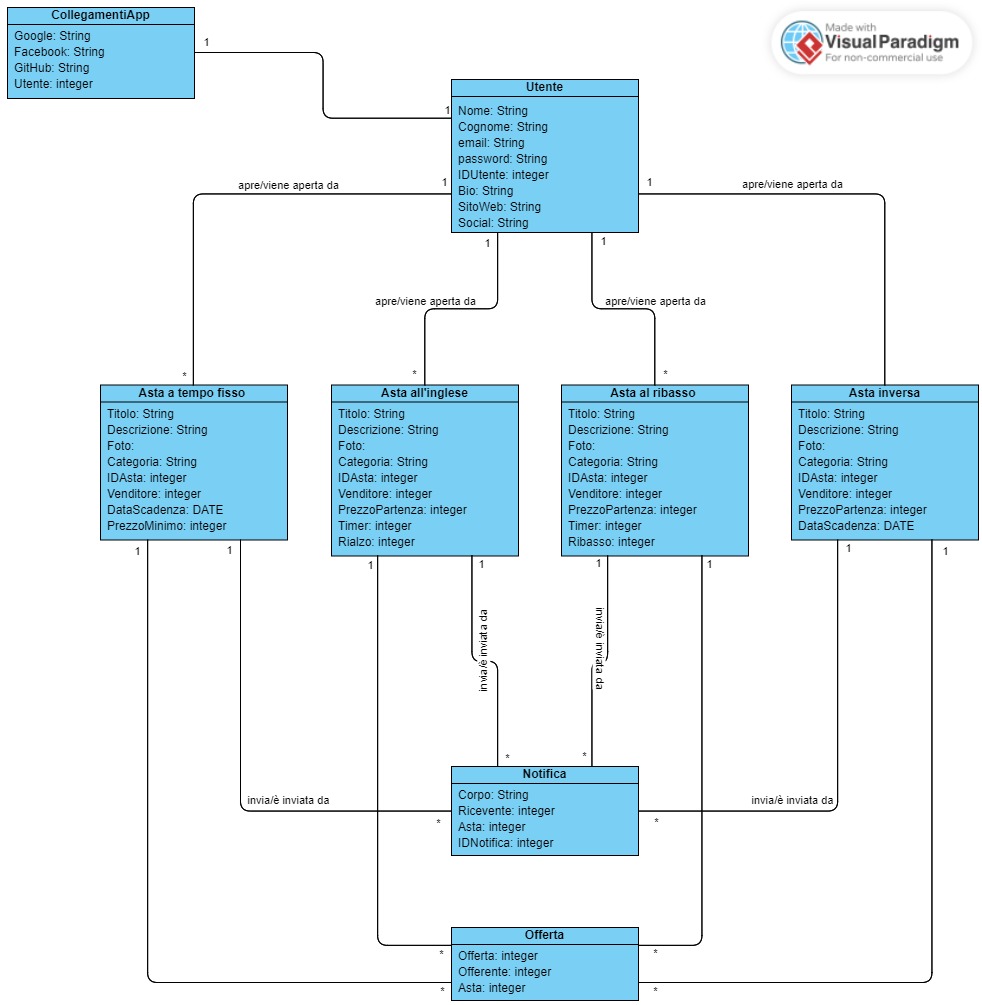 CollegamentiApp
Google: String
Facebook: String
GitHub: String
Utente: integer
Made with
Visual Paradigm
For non-commercial use
1
1
Utente
Nome: String
Cognome: String
email: String
password: String
IDUtente: integer
Bio: String
SitoWeb: String
Social: String
apre/viene aperta da
1
1
apre/viene aperta da
1
1
apre/viene aperta da
apre/viene aperta da
*
*
*
Asta a tempo fisso
Titolo: String
Descrizione: String
Foto:
Categoria: String
IDAsta: integer
Venditore: integer
DataScadenza: DATE
PrezzoMinimo: integer
Asta all'inglese
Titolo: String
Descrizione: String
Foto:
Categoria: String
IDAsta: integer
Venditore: integer
PrezzoPartenza: integer
Timer: integer
Rialzo: integer
Asta al ribasso
Titolo: String
Descrizione: String
Foto:
Categoria: String
IDAsta: integer
Venditore: integer
PrezzoPartenza: integer
Timer: integer
Ribasso: integer
Asta inversa
Titolo: String
Descrizione: String
Foto:
Categoria: String
IDAsta: integer
Venditore: integer
PrezzoPartenza: integer
DataScadenza: DATE
1
1
1
1
1
1
1
1
invia/è inviata da
invia/è inviata da
*
*
Notifica
Corpo: String
Ricevente: integer
Asta: integer
IDNotifica: integer
invia/è inviata da
*
*
invia/è inviata da
Offerta
Offerta: integer
Offerente: integer
Asta: integer
*
*
*
*